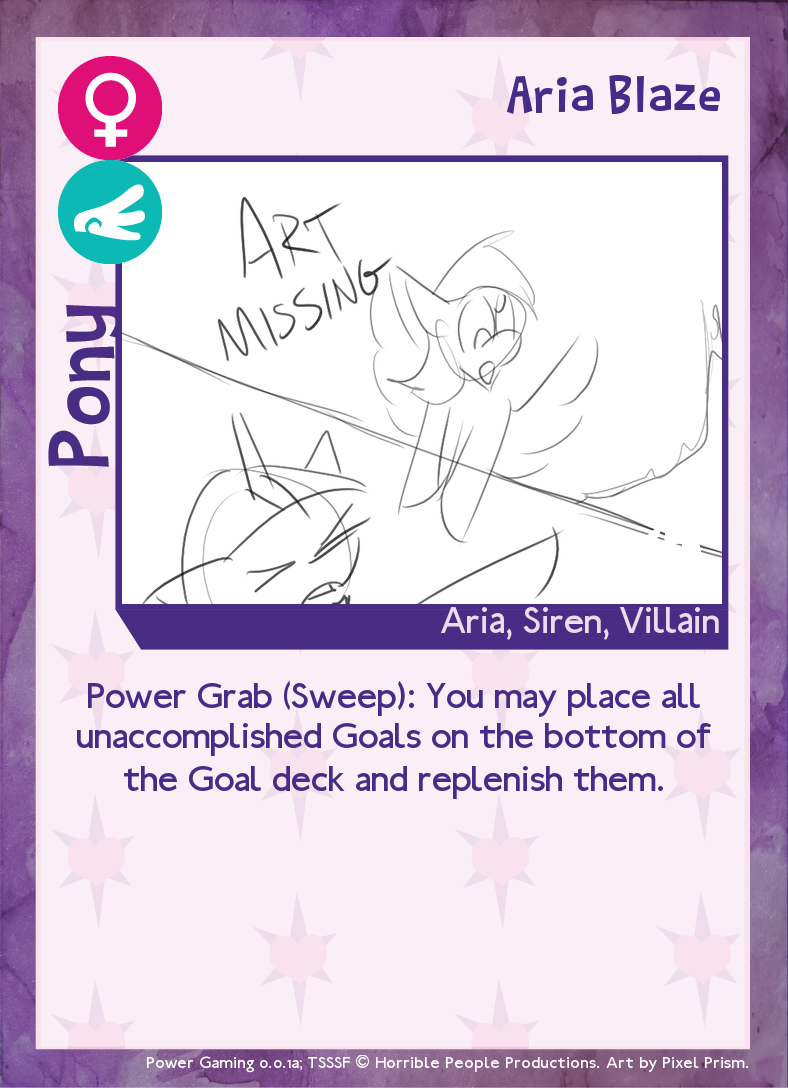 Aria Blaze
ART
MISSING
Pony
Aria, Siren, Villain
Power Grab (Sweep): You may place all
unaccomplished Goals on the bottom of
the Goal deck and replenish them.
Power Gaming 0.0.1a; TSSSF © Horrible People Productions. Art by Pixel Prism.